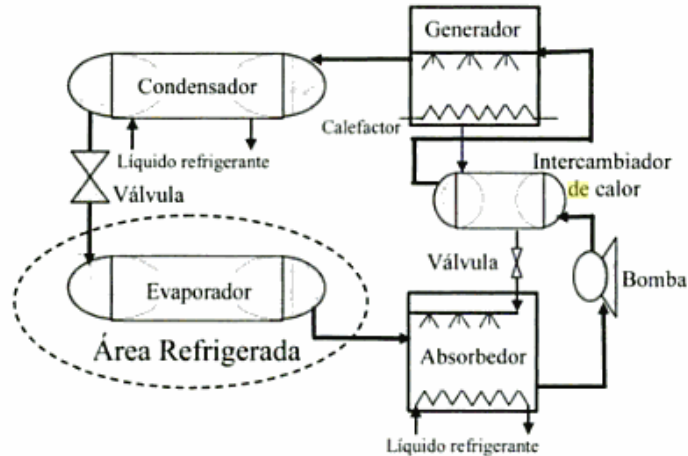 Generador
Condensador
Calefactor
Líquido refrigerante
Intercambiador
de calor
Válvula
Válvula
Bomba
Evaporador
Área Refrigerada
Absorbedor
Líquido refrigerante